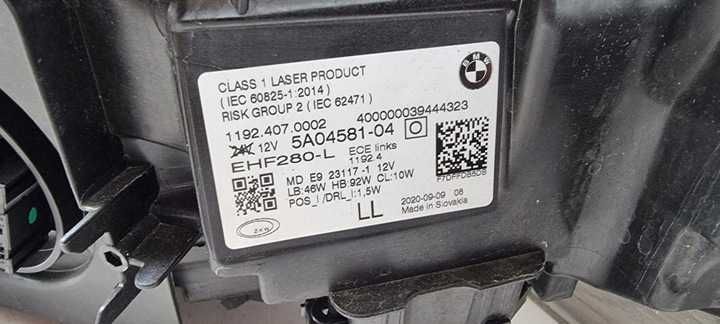 BMW
CLASS 1 LASER PRODUCT
(IEC 60825-1:2014)
RISK GROUP 2 (IEC 62471)
1192.407.0002 400000039444323
24V 12V 5A04581-04
EHF280-L ECE links
1192.4
MD E9 23117-1 12V
LB:46W HB:92W CL:10W
POS_l /DRL_l:1,5W
LL
2020-09-09 08
Made in Slovakia
ZKW